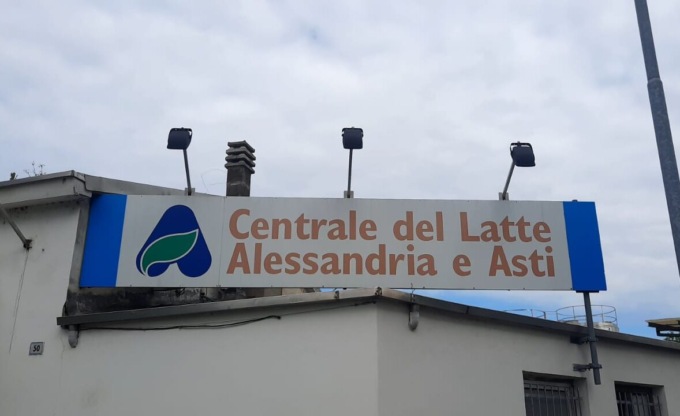 Centrale del Latte
Alessandria e Asti
50